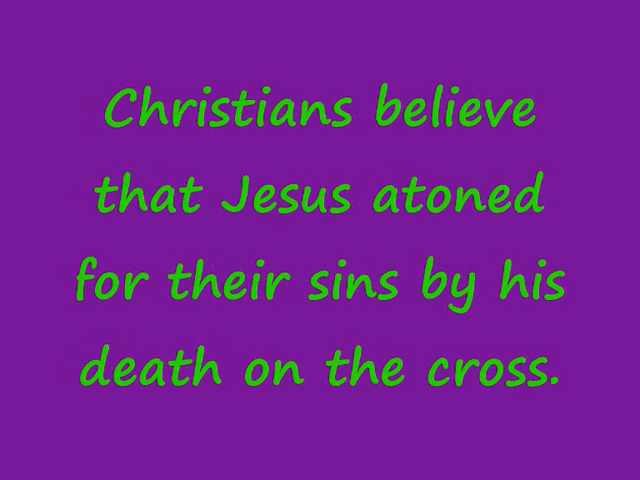 Christians believe
that Jesus atoned
for their sins by his
death on the cross.